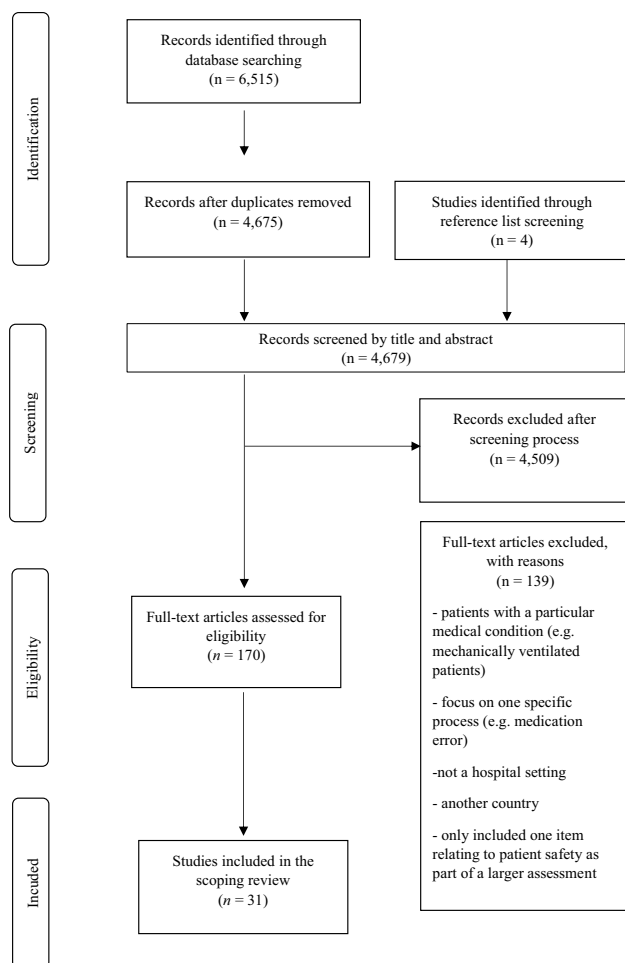 Identification
Records identified through
database searching
(n = 6,515)
Records after duplicates removed
(n = 4,675)
Studies identified through
reference list screening
(n = 4)
Screening
Records screened by title and abstract
(n = 4,679)
Records excluded after
screening process
(n = 4,509)
Eligibility
Full-text articles assessed for
eligibility
n = 170)
Full-text articles excluded,
with reasons
(n = 139)
- patients with a particular
medical condition (e.g.
mechanically ventilated
patients)
- focus on one specific
process (e.g. medication
error)
-not a hospital setting
- another country
- only included one item
relating to patient safety as
part of a larger assessment
Incuded
Studies included in the
scoping review
(n = 31)